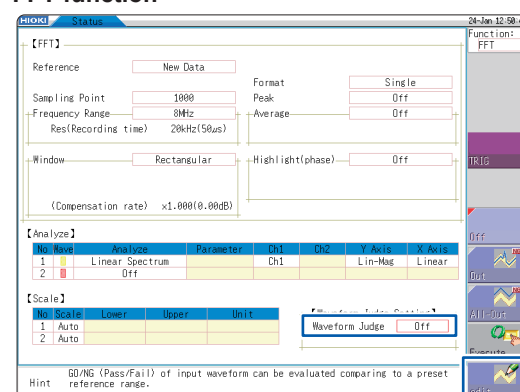 HIOKI Status 24-Jan 12:50
Function:
FFT
【FFT】
Reference New Data
Format Single
Sampling Point 1000 Peak Off
Frequency Range 8MHz Average Off
Res(Recording time) 20kHz(50us)
Window Rectangular Highlight(phase) Off
TRIG
(Compensation rate) x1.000(0.00dB)
Off
【Analyze】
No Wave Analyze Parameter Ch1 Ch2 Y Axis X Axis
1 Linear Spectrum Ch1 Lin-Mag Linear
2 Off
Out
【Scale】
No Scale Lower Upper Unit
All-Out
1 Auto Waveform Judge Off
2 Auto
Execute
Hint GO/NG (Pass/Fail) of input waveform can be evaluated comparing to a preset
reference range.
edit